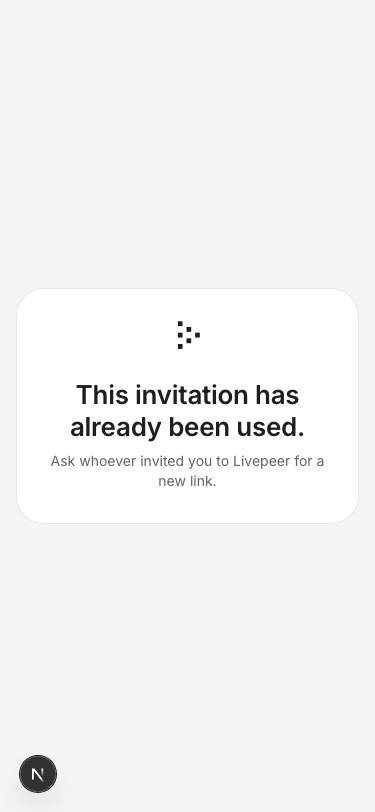 This invitation has
already been used.
Ask whoever invited you to Livepeer for a
new link.
N